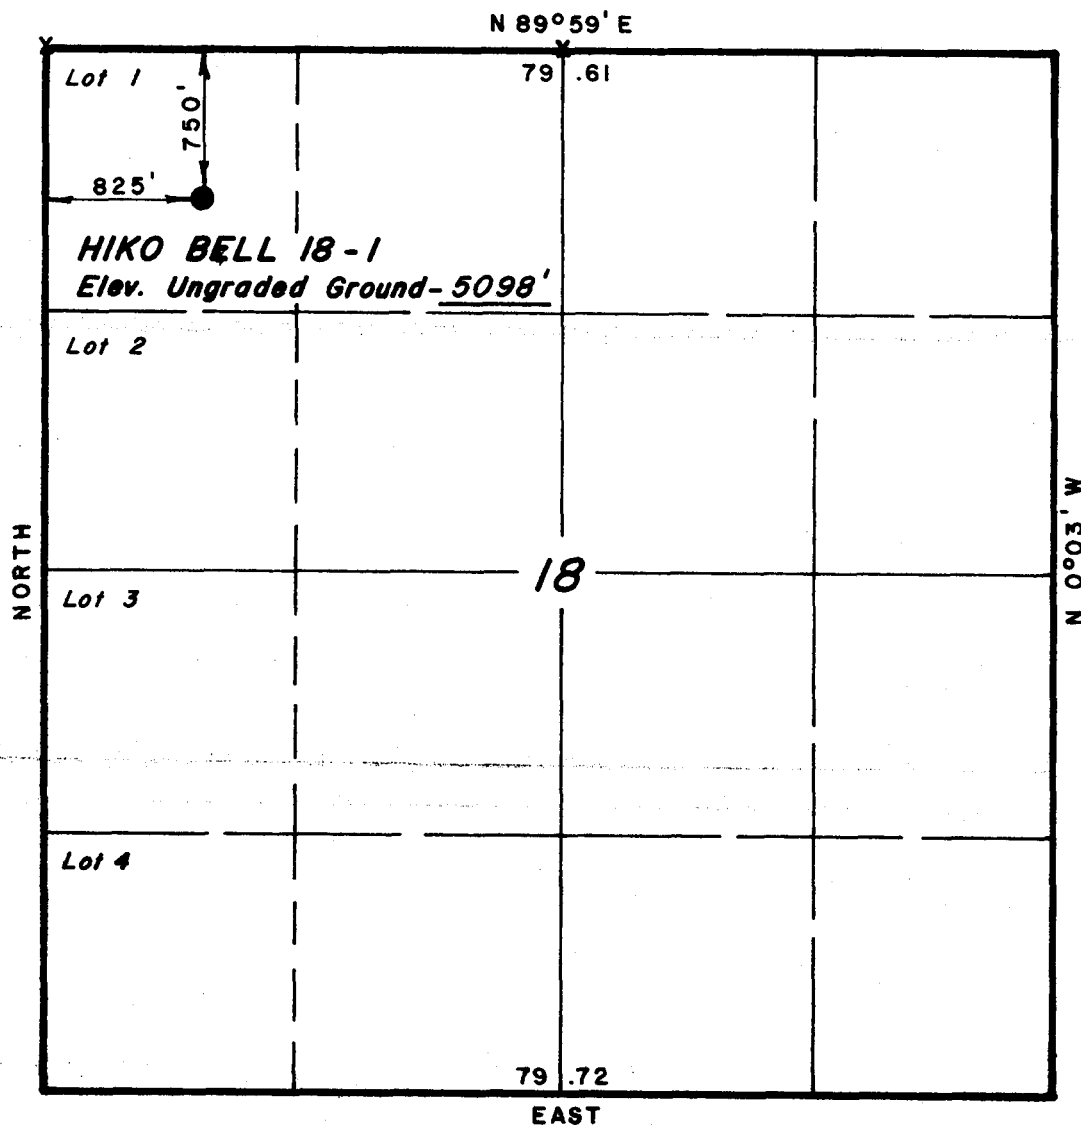 N 89°59' E
Lot 1
79.61
750'
825'
HIKO BELL 18-1
Elev. Ungraded Ground- 5098'
Lot 2
NORTH
N 0°03' W
18
Lot 3
Lot 4
79.72
EAST